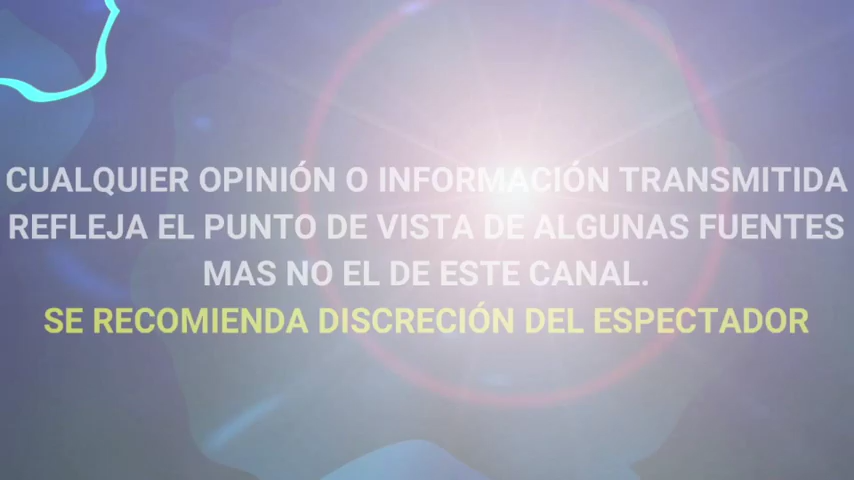 CUALQUIER OPINIÓN O INFORMACIÓN TRANSMITIDA
REFLEJA EL PUNTO DE VISTA DE ALGUNAS FUENTES
MAS NO EL DE ESTE CANAL.
SE RECOMIENDA DISCRECIÓN DEL ESPECTADOR